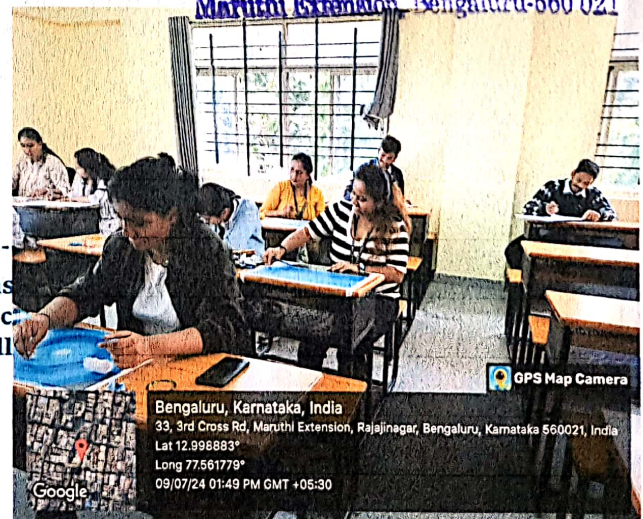 Maruthi Extension, Bengaluru-560 021
GPS Map Camera
Bengaluru, Karnataka, India
33, 3rd Cross Rd, Maruthi Extension, Rajajinagar, Bengaluru, Karnataka 560021, India
Lat 12.998883°
Long 77.561779°
09/07/24 01:49 PM GMT +05:30
Google